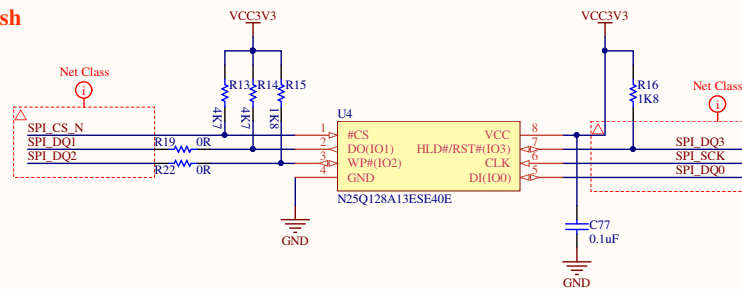 sh
VCC3V3
VCC3V3
Net Class
i
R13
R14
R15
4K7
4K7
1K8
R16
1K8
Net Class
i
U4
SPI_CS_N
1
#CS
VCC
8
SPI_DQ1
R19
0R
2
DO(IO1)
HLD#/RST#(IO3)
7
SPI_DQ3
SPI_DQ2
R22
0R
3
WP#(IO2)
CLK
6
SPI_SCK
4
GND
DI(IO0)
5
SPI_DQ0
N25Q128A13ESE40E
GND
C77
0.1uF
GND